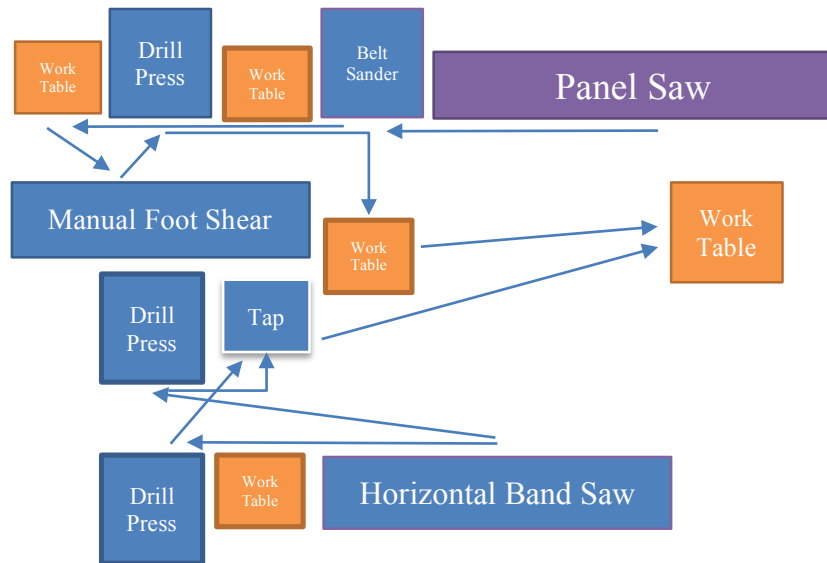 Work
Table
Drill
Press
Work
Table
Belt
Sander
Panel Saw
Manual Foot Shear
Work
Table
Work
Table
Drill
Press
Tap
Drill
Press
Work
Table
Horizontal Band Saw